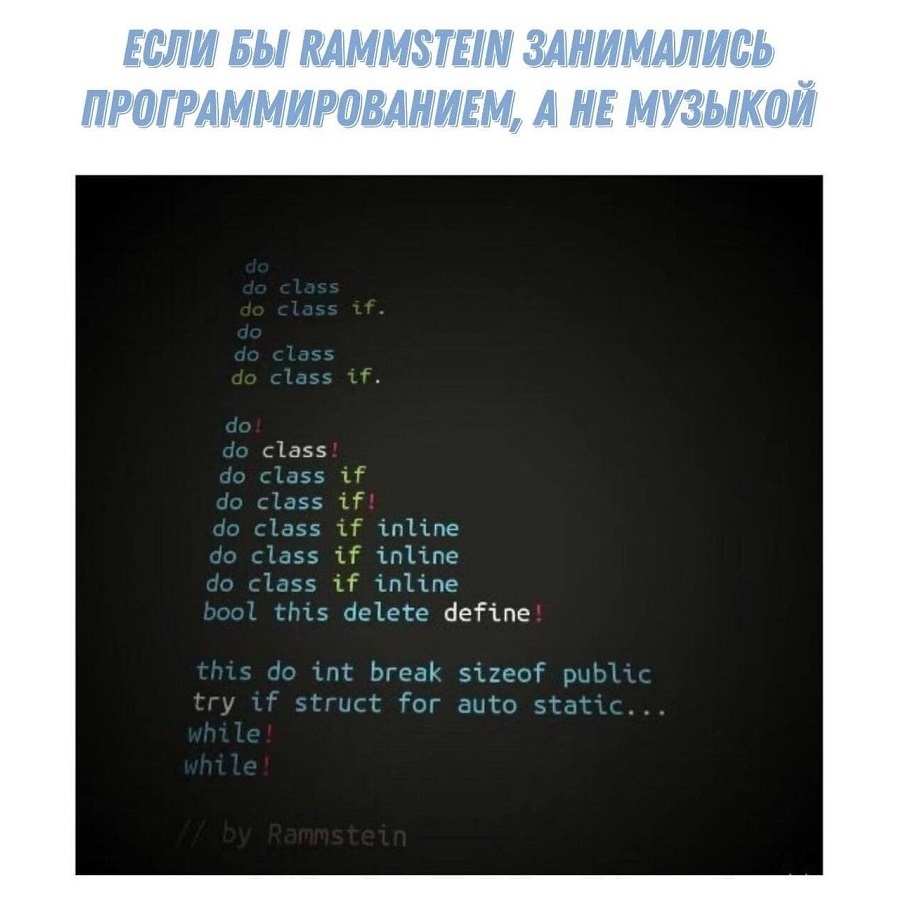 ЕСЛИ БЫ RAMMSTEIN ЗАНИМАЛИСЬ
ПРОГРАММИРОВАНИЕМ, А НЕ МУЗЫКОЙ
do
do class
do class if.
do
do class
do class if.
do!
do class!
do class if
do class if!
do class if inline
do class if inline
do class if inline
bool this delete define!
this do int break sizeof public
try if struct for auto static...
while!
while!
// by Rammstein